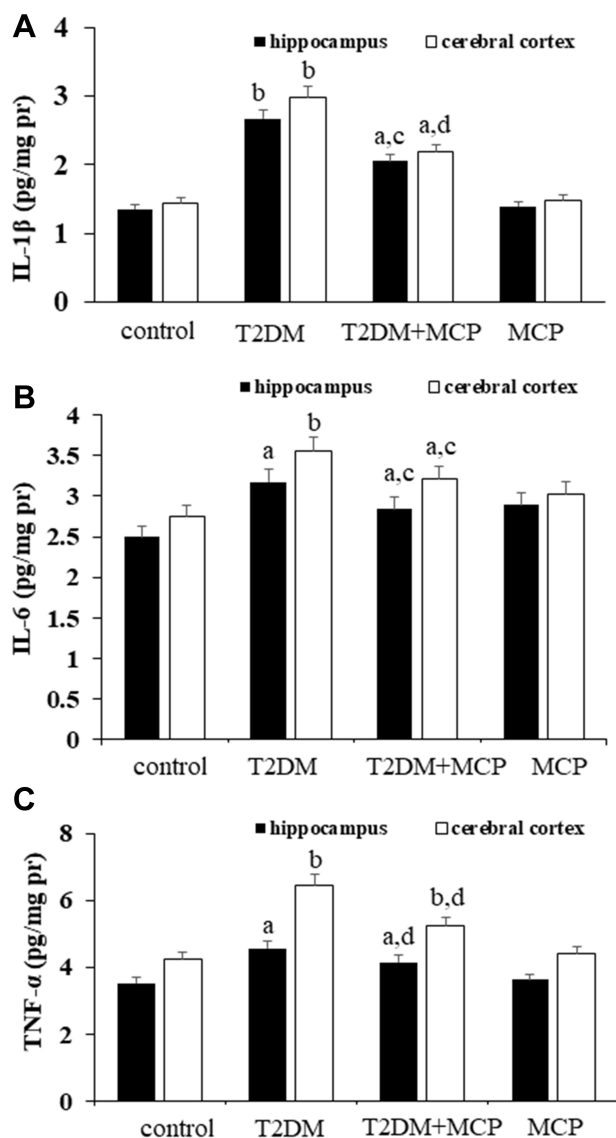 A
hippocampus cerebral cortex
IL-1β (pg/mg pr)
4
3
2
1
0
b b
a,c a,d
control T2DM T2DM+MCP MCP
B
hippocampus cerebral cortex
IL-6 (pg/mg pr)
4
3.5
3
2.5
2
1.5
1
0.5
0
a b
a,c a,c
control T2DM T2DM+MCP MCP
C
hippocampus cerebral cortex
TNF-α (pg/mg pr)
8
6
4
2
0
a b
a,d b,d
control T2DM T2DM+MCP MCP